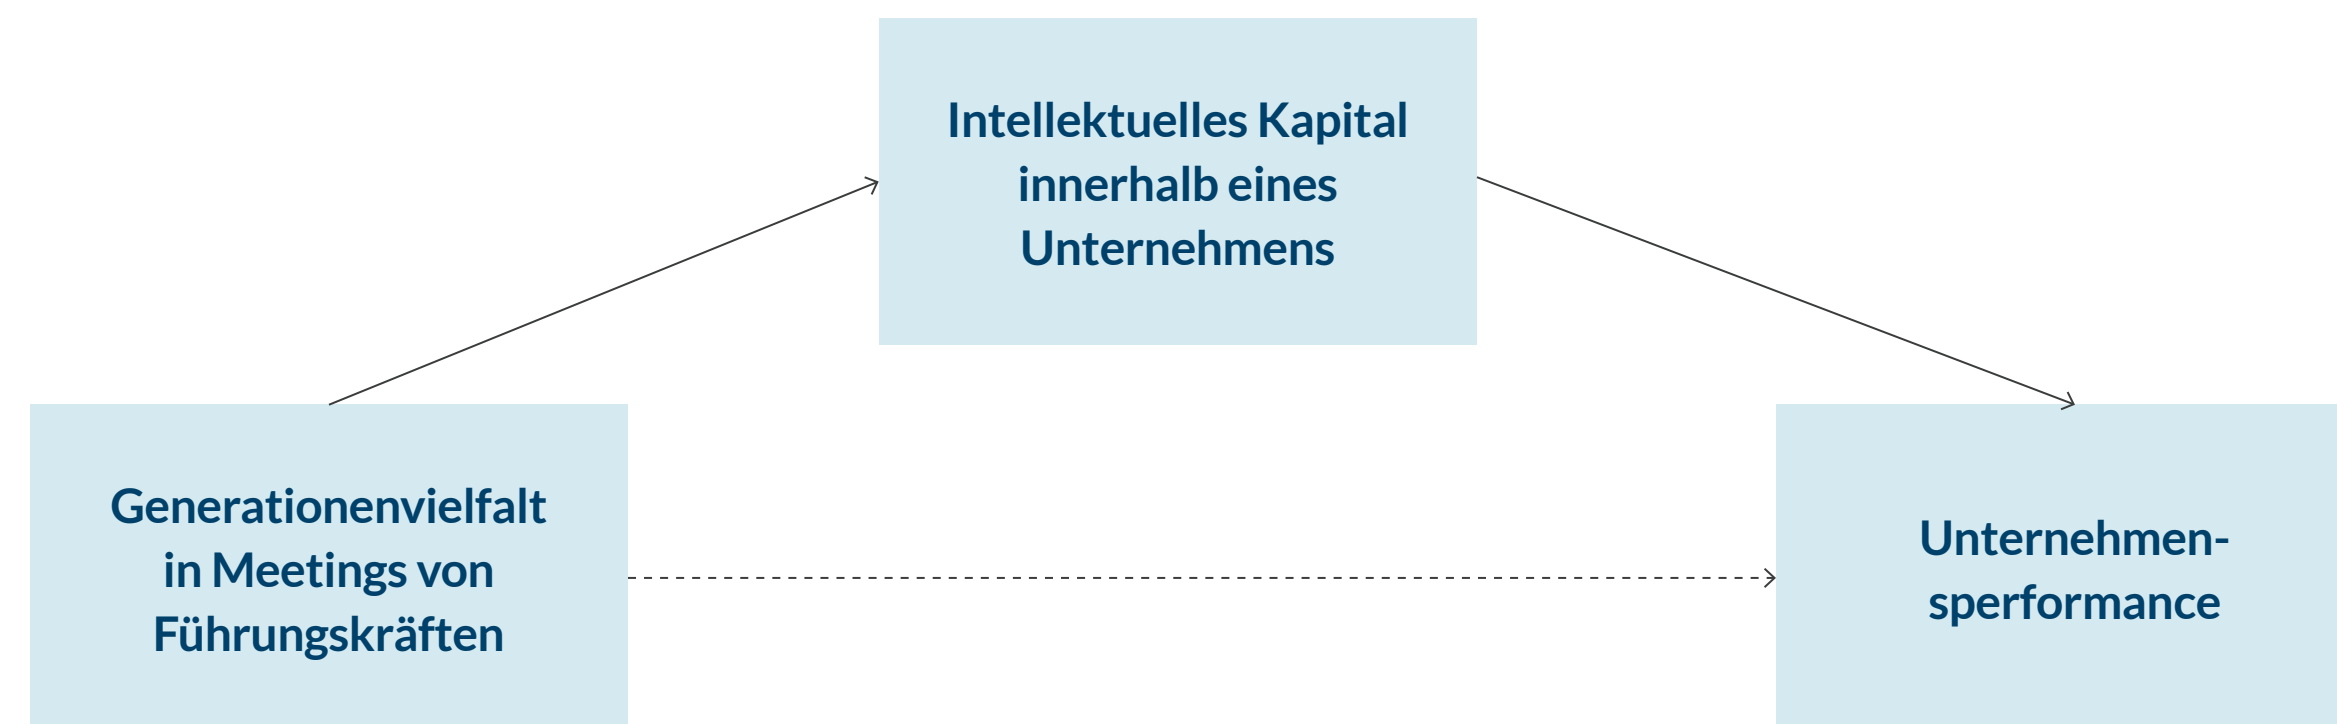 Intellektuelles Kapital
innerhalb eines
Unternehmens
Generationenvielfalt
in Meetings von
Führungskräften
Unternehmen-
sperformance